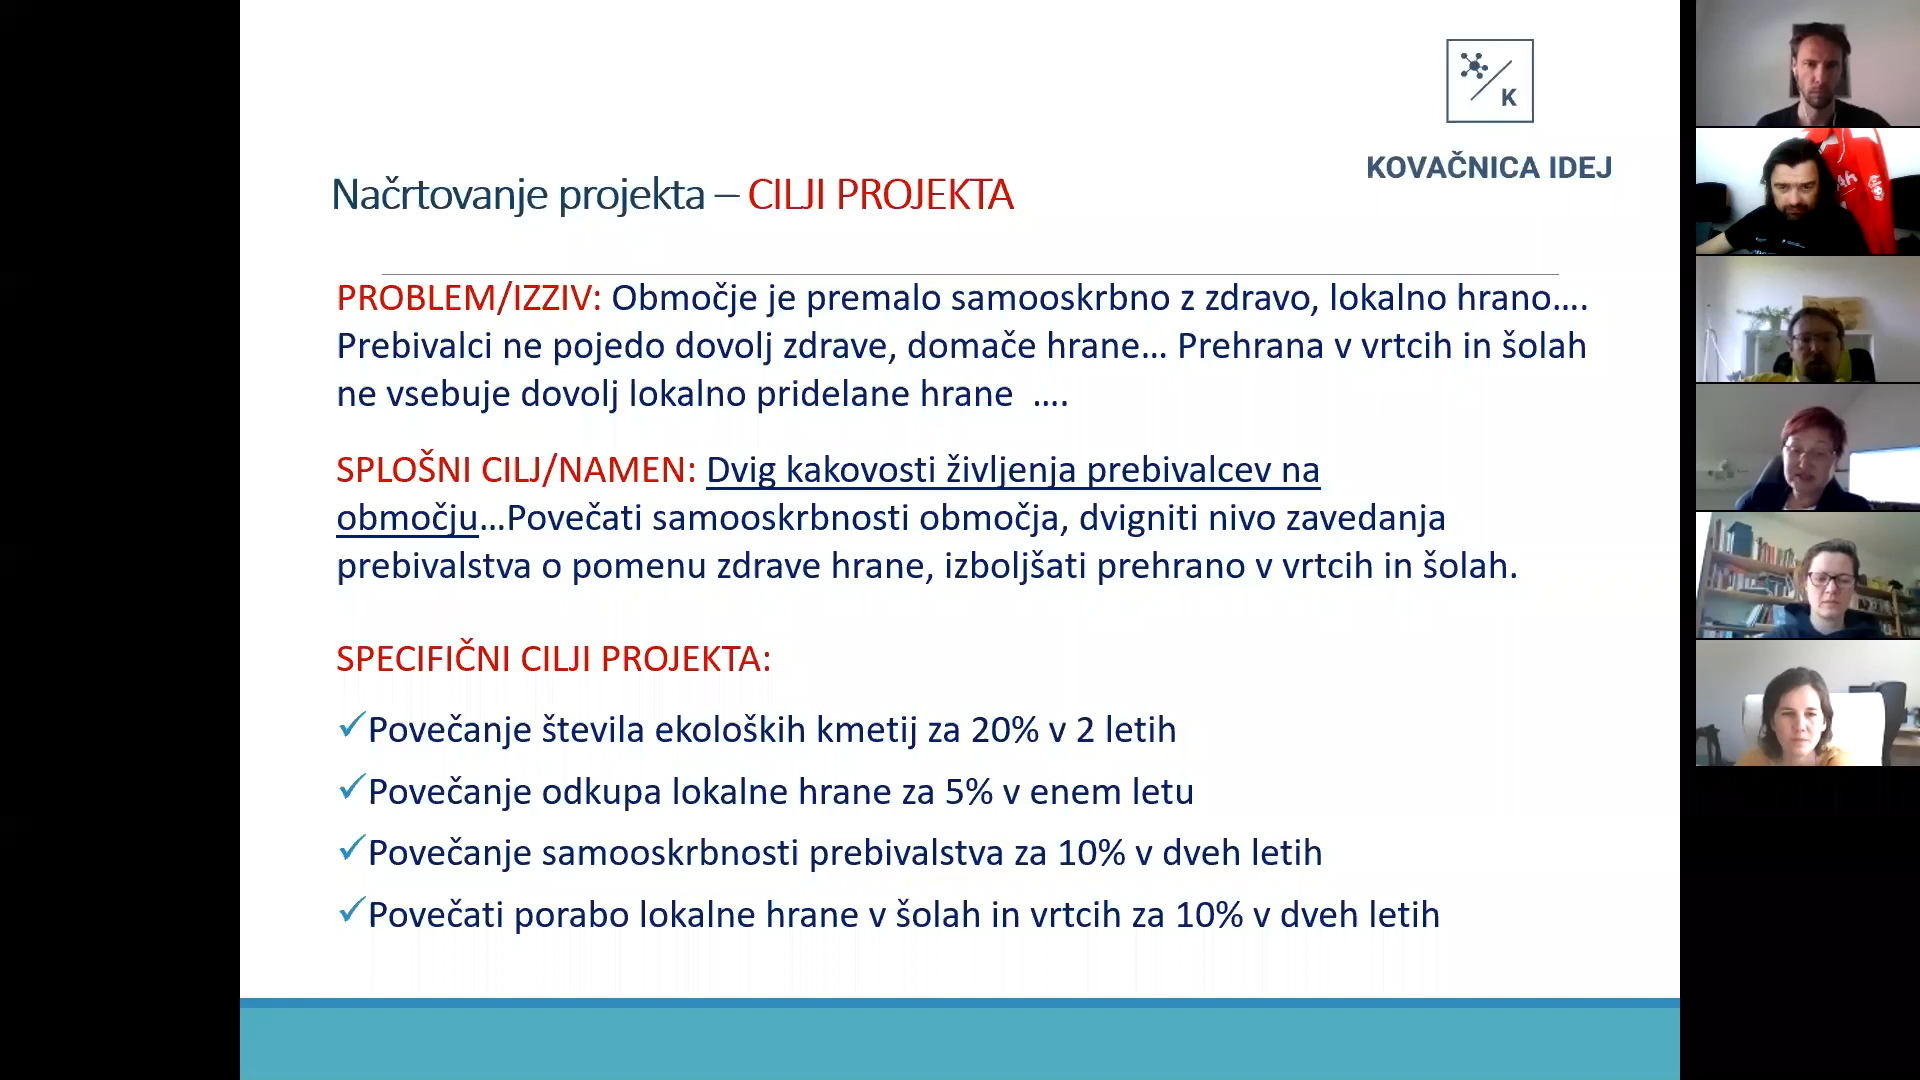 K
KOVAČNICA IDEJ
Načrtovanje projekta – CILJI PROJEKTA
PROBLEM/IZZIV: Območje je premalo samooskrbno z zdravo, lokalno hrano....
Prebivalci ne pojedo dovolj zdrave, domače hrane... Prehrana v vrtcih in šolah
ne vsebuje dovolj lokalno pridelane hrane ....
SPLOŠNI CILJ/NAMEN: Dvig kakovosti življenja prebivalcev na
območju...Povečati samooskrbnosti območja, dvigniti nivo zavedanja
prebivalstva o pomenu zdrave hrane, izboljšati prehrano v vrtcih in šolah.
SPECIFIČNI CILJI PROJEKTA:
✓Povečanje števila ekoloških kmetij za 20% v 2 letih
✓Povečanje odkupa lokalne hrane za 5% v enem letu
✓Povečanje samooskrbnosti prebivalstva za 10% v dveh letih
✓Povečati porabo lokalne hrane v šolah in vrtcih za 10% v dveh letih